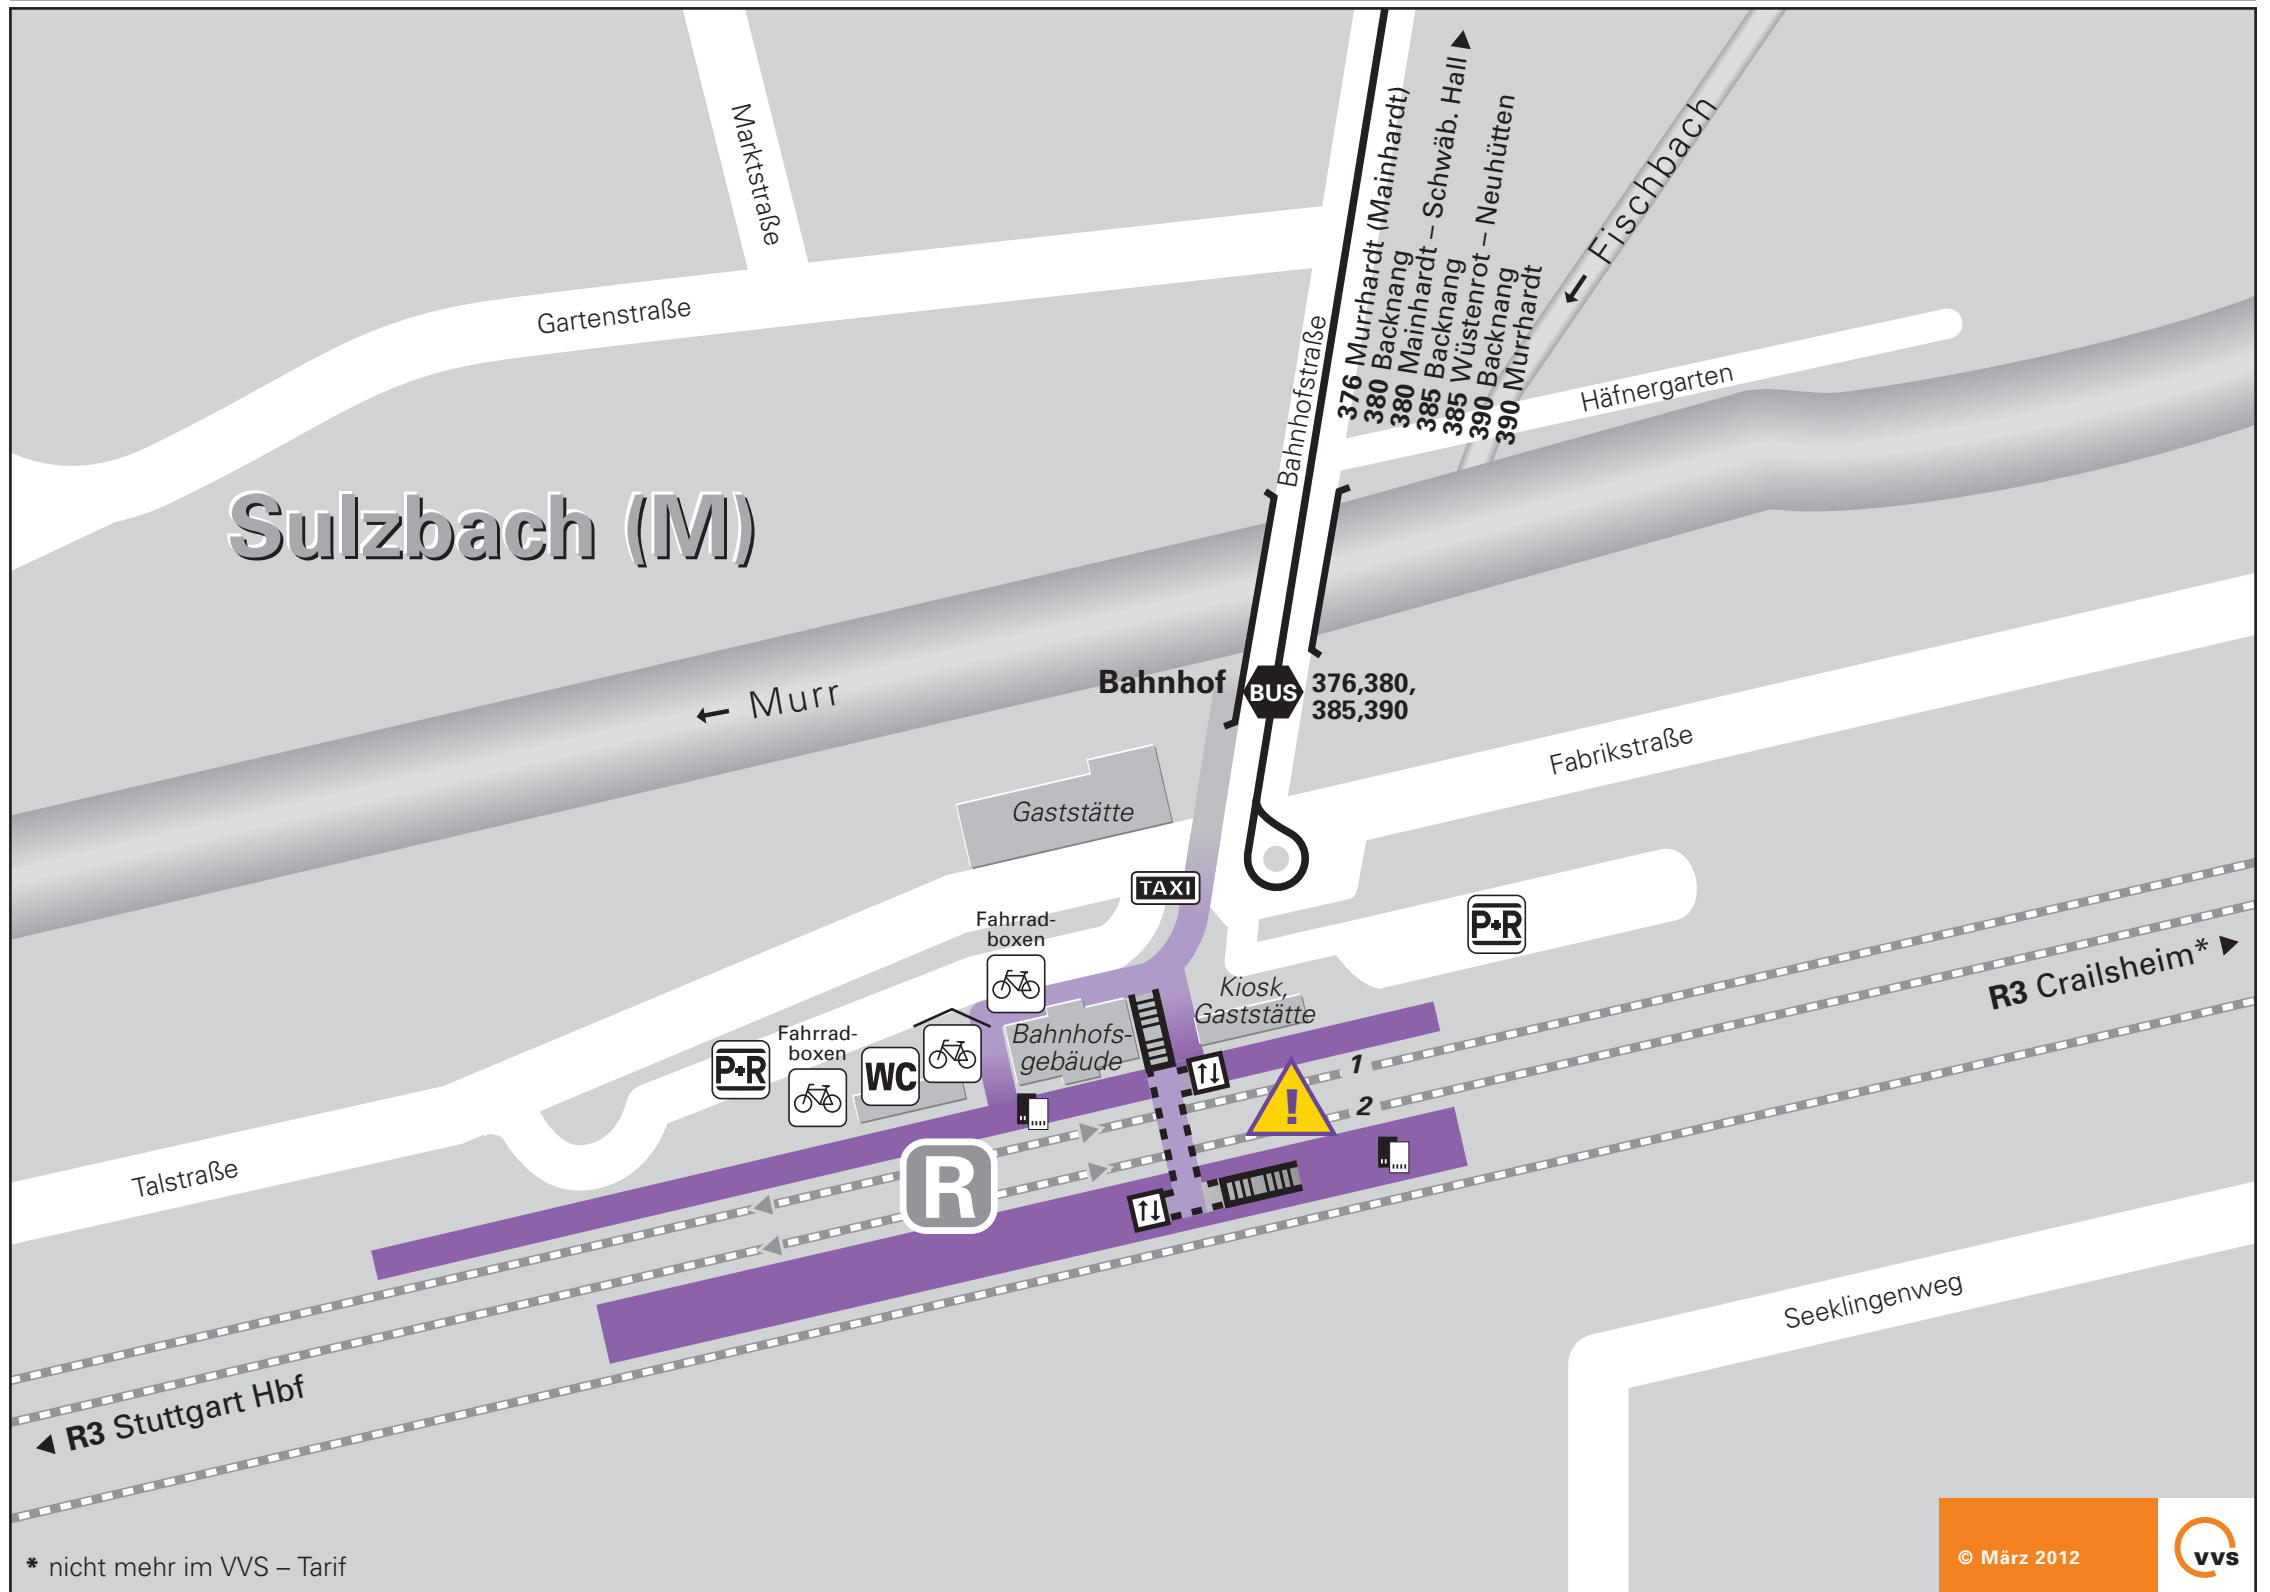 Marktstraße
Gartenstraße
Sulzbach (M)
Bahnhofstraße
376 Murrhardt (Mainhardt)
380 Backnang
380 Mainhardt – Schwäb. Hall
385 Backnang
385 Wüstenrot – Neuhütten
390 Backnang
390 Murrhardt
← Fischbach
Häfnergarten
← Murr
Bahnhof
BUS
376,380,
385,390
Fabrikstraße
Gaststätte
TAXI
Fahrrad-
boxen
P+R
Kiosk,
Gaststätte
R3 Crailsheim*
Fahrrad-
boxen
P+R
WC
Bahnhofs-
gebäude
1
2
!
R
Talstraße
Seeklingenweg
R3 Stuttgart Hbf
* nicht mehr im VVS – Tarif
© März 2012
vvs